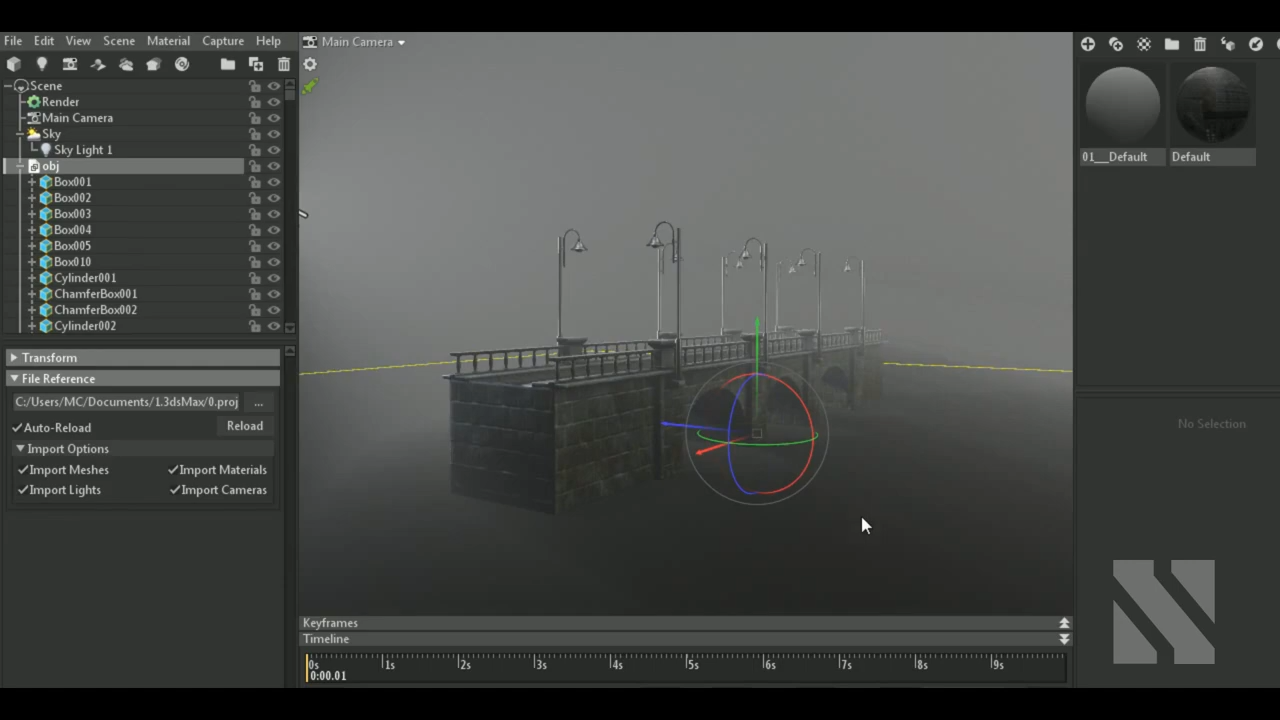 File Edit View Scene Material Capture Help
Main Camera
Scene
Render
Main Camera
Sky
Sky Light 1
obj
Box001
Box002
Box003
Box004
Box005
Box010
Cylinder001
ChamferBox001
ChamferBox002
Cylinder002
Transform
File Reference
C:/Users/MC/Documents/1.3dsMax/0.proj ...
Auto-Reload Reload
Import Options
Import Meshes Import Materials
Import Lights Import Cameras
Keyframes
Timeline
0s 1s 2s 3s 4s 5s 6s 7s 8s 9s
0:00.01
01__Default Default
No Selection